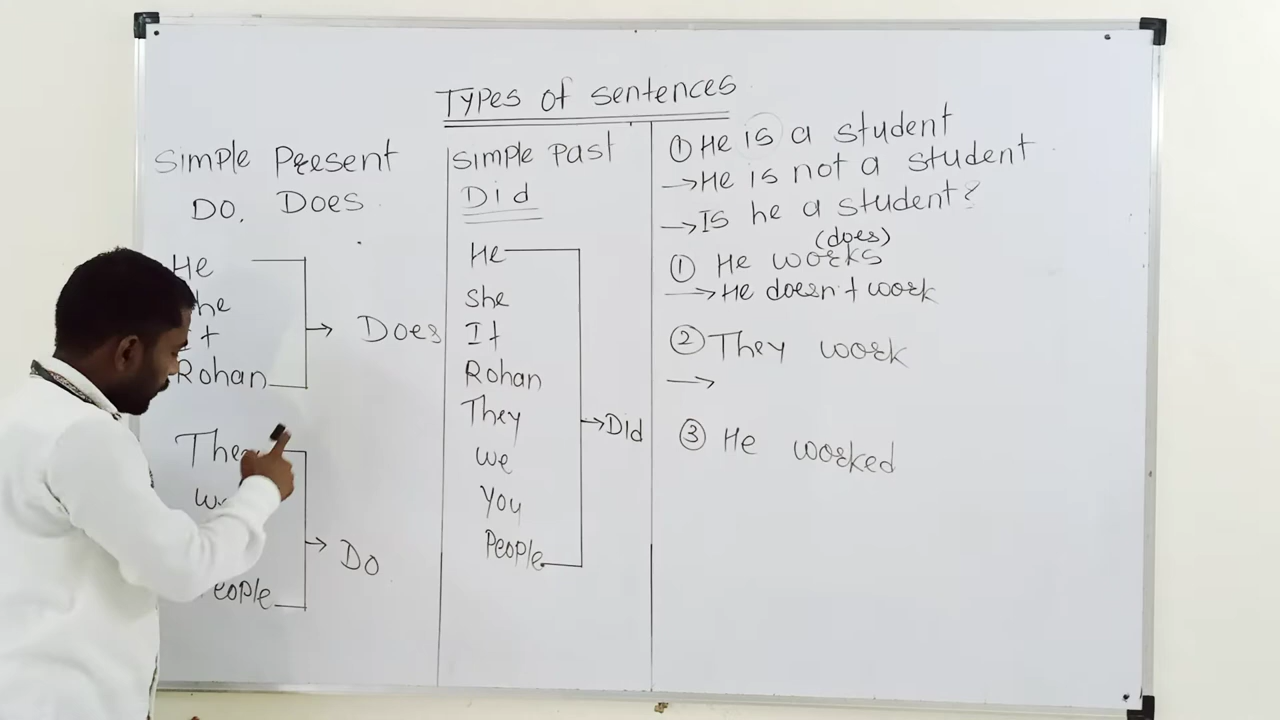 Types of sentences
Simple Present
Do, Does
He
Rohan
Does
People
Do
Simple Past
Did
He
She
It
Rohan
They
we
You
People
Did
① He is a student
→He is not a student
→Is he a student?
(does)
① He works
→He doesn't work
② They work
→
③ He worked